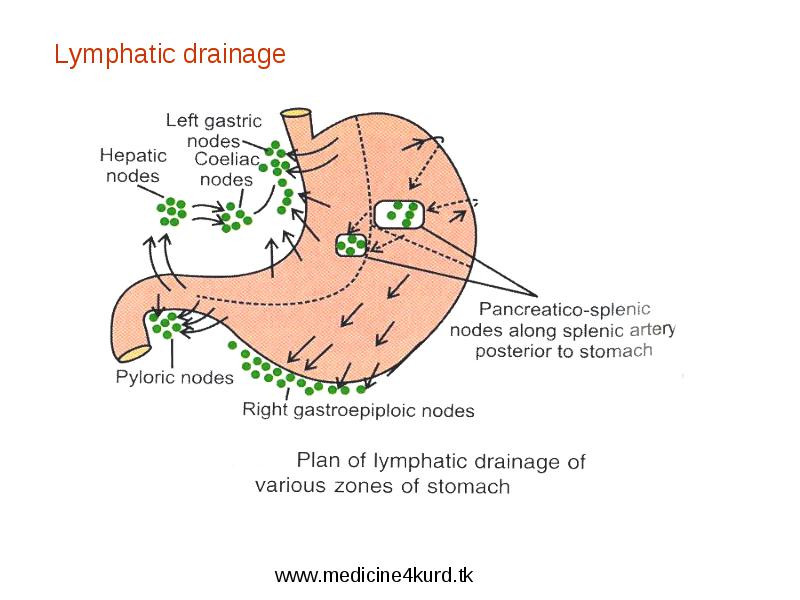 Lymphatic drainage
Left gastric
nodes
Hepatic
nodes
Coeliac
nodes
Pancreatico-splenic
nodes along splenic artery
posterior to stomach
Pyloric nodes
Right gastroepiploic nodes
Plan of lymphatic drainage of
various zones of stomach
www.medicine4kurd.tk